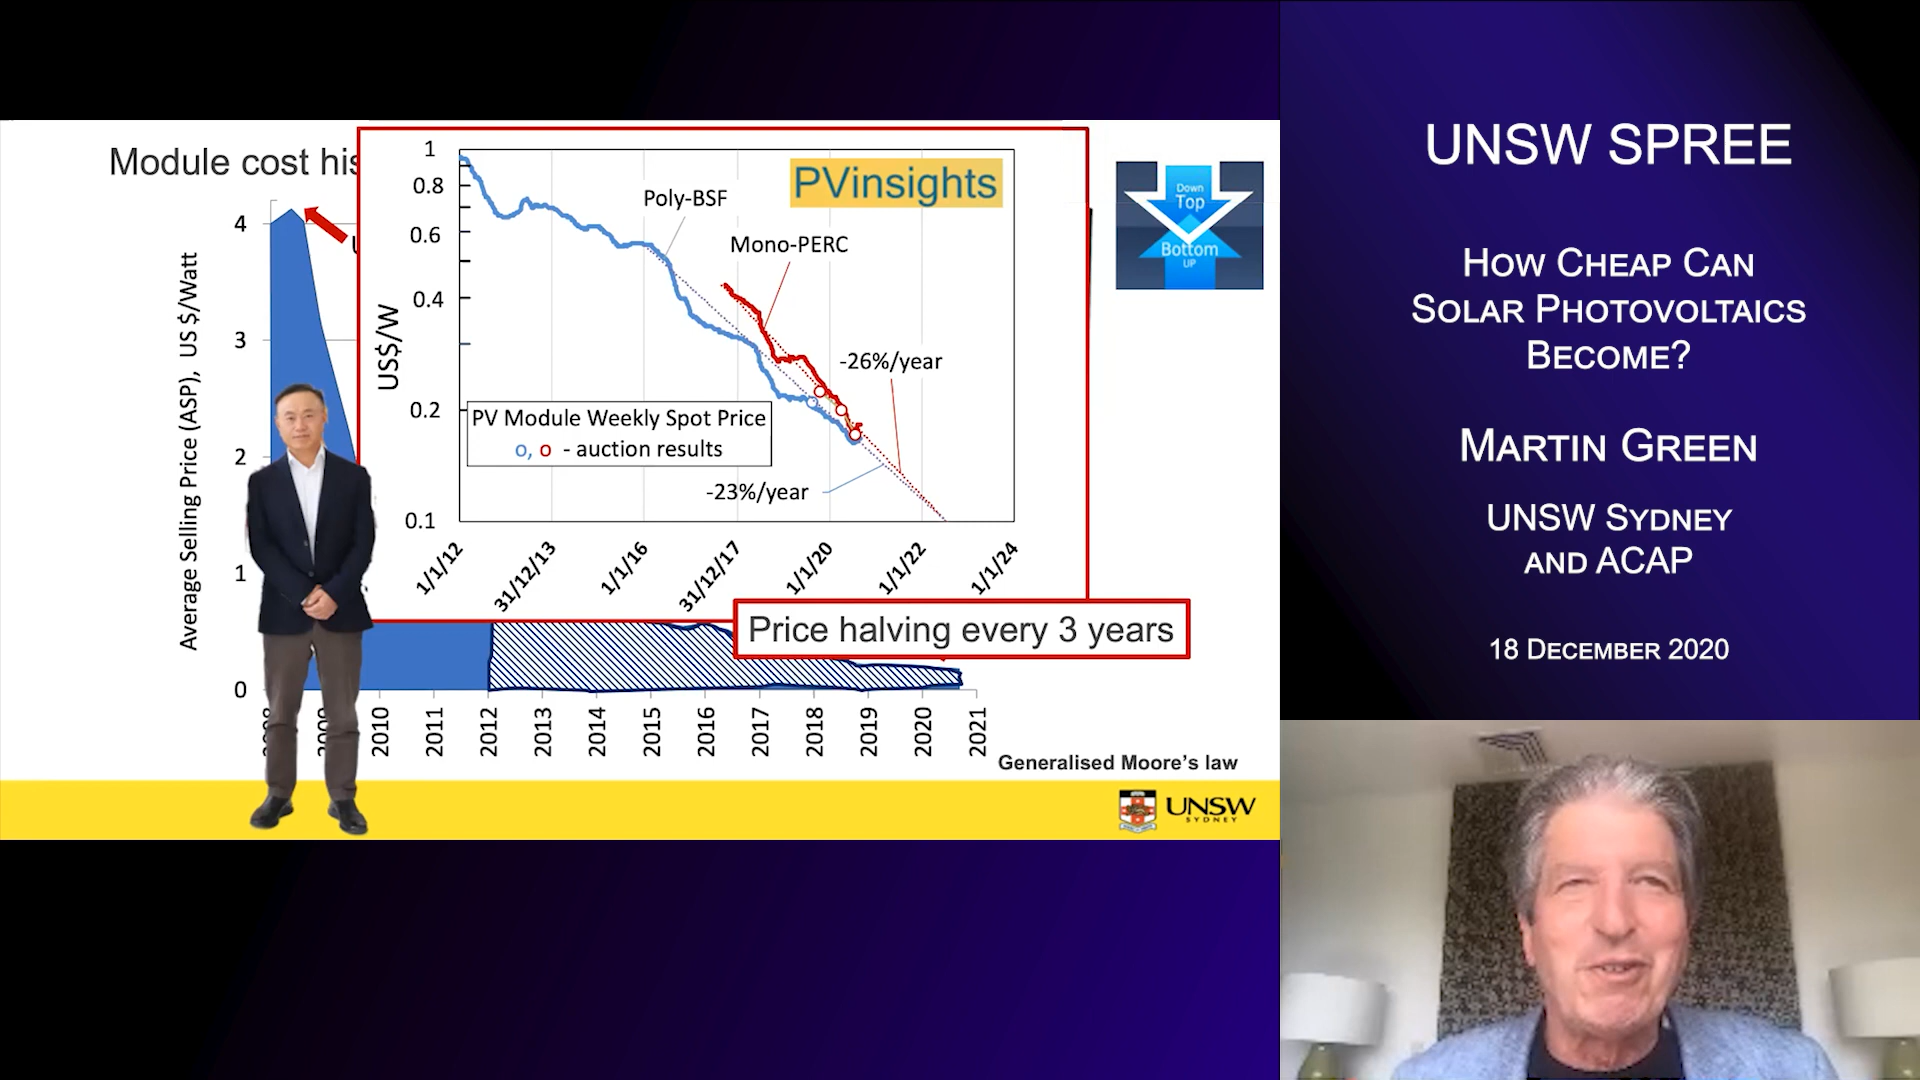 Module cost his
4
3
2
1
0
Average Selling Price (ASP), US $/Watt
2010
2011
2012
2013
2014
2015
2016
2017
2018
2019
2020
2021
1
0.8
0.6
0.4
0.2
0.1
US$/W
PVinsights
Poly-BSF
Mono-PERC
-26%/year
PV Module Weekly Spot Price
o, o - auction results
-23%/year
1/1/12
31/12/13
1/1/16
31/12/17
1/1/20
1/1/22
1/1/24
Price halving every 3 years
Down
Top
Bottom
UP
Generalised Moore's law
UNSW
SYDNEY
UNSW SPREE
How Cheap Can
Solar Photovoltaics
Become?
Martin Green
UNSW Sydney
and ACAP
18 December 2020